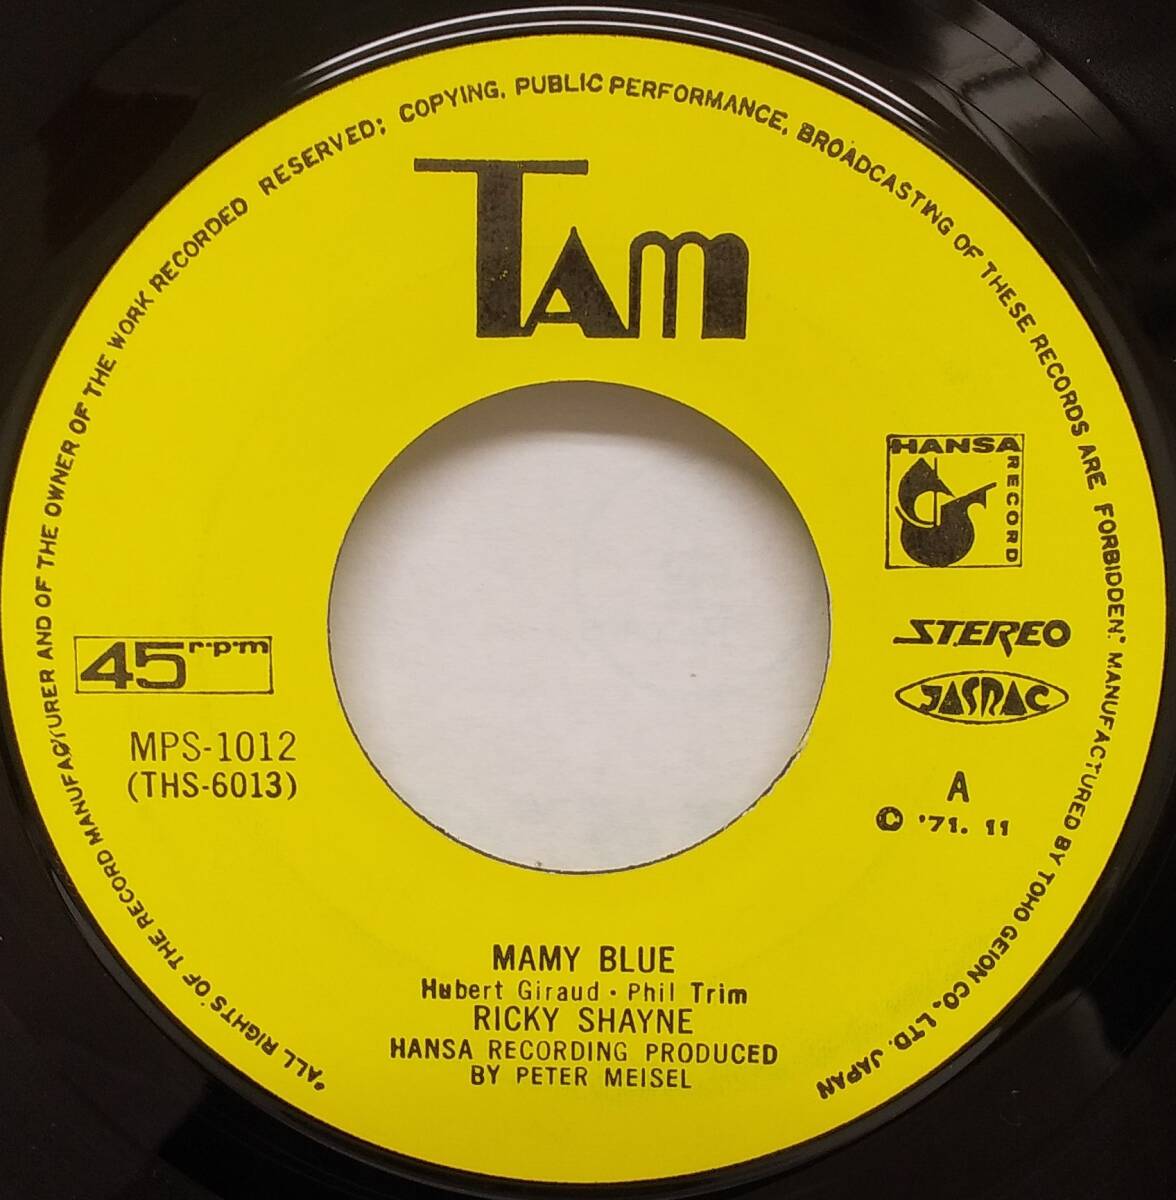 "ALL RIGHTS OF THE RECORD MANUFACTURER AND OF THE OWNER OF THE WORK RECORDED RESERVED; COPYING, PUBLIC PERFORMANCE, BROADCASTING OF THESE RECORDS ARE FORBIDDEN." MANUFACTURED BY TOHO GEION CO., LTD. JAPAN
TAM
HANSA
RECORD
45 r·p·m
STEREO
JASRAC
MPS-1012
(THS-6013)
A
© '71. 11
MAMY BLUE
Hubert Giraud · Phil Trim
RICKY SHAYNE
HANSA RECORDING PRODUCED
BY PETER MEISEL